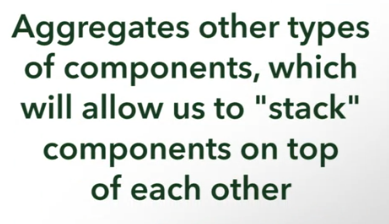 Aggregates other types
of components, which
will allow us to "stack"
components on top
of each other